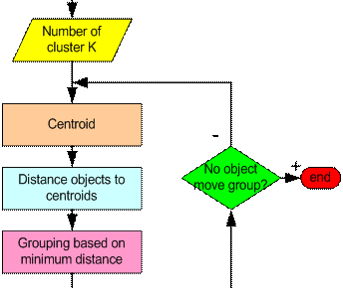 Number of
cluster K
Centroid
Distance objects to
centroids
Grouping based on
minimum distance
-
No object
move group?
+
end